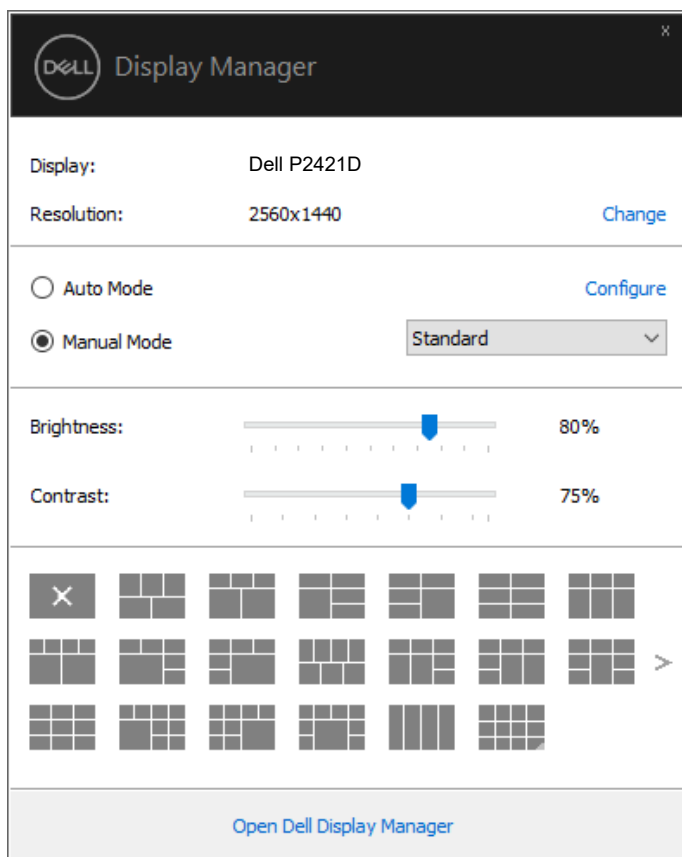 x
DELL Display Manager
Display: Dell P2421D
Resolution: 2560x1440 Change
Auto Mode Configure
Manual Mode Standard
Brightness: 80%
Contrast: 75%
Open Dell Display Manager